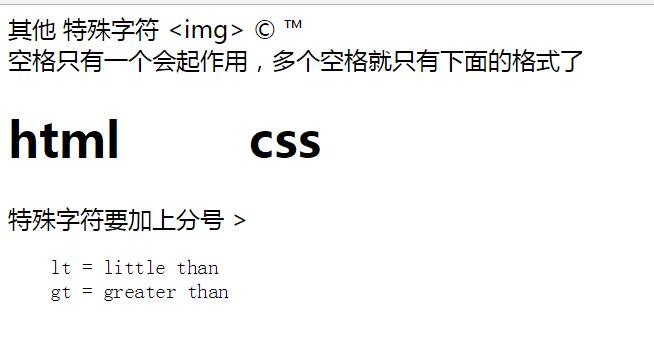 其他 特殊字符 <img> © ™
空格只有一个会起作用，多个空格就只有下面的格式了
html css
特殊字符要加上分号 >
lt = little than
gt = greater than